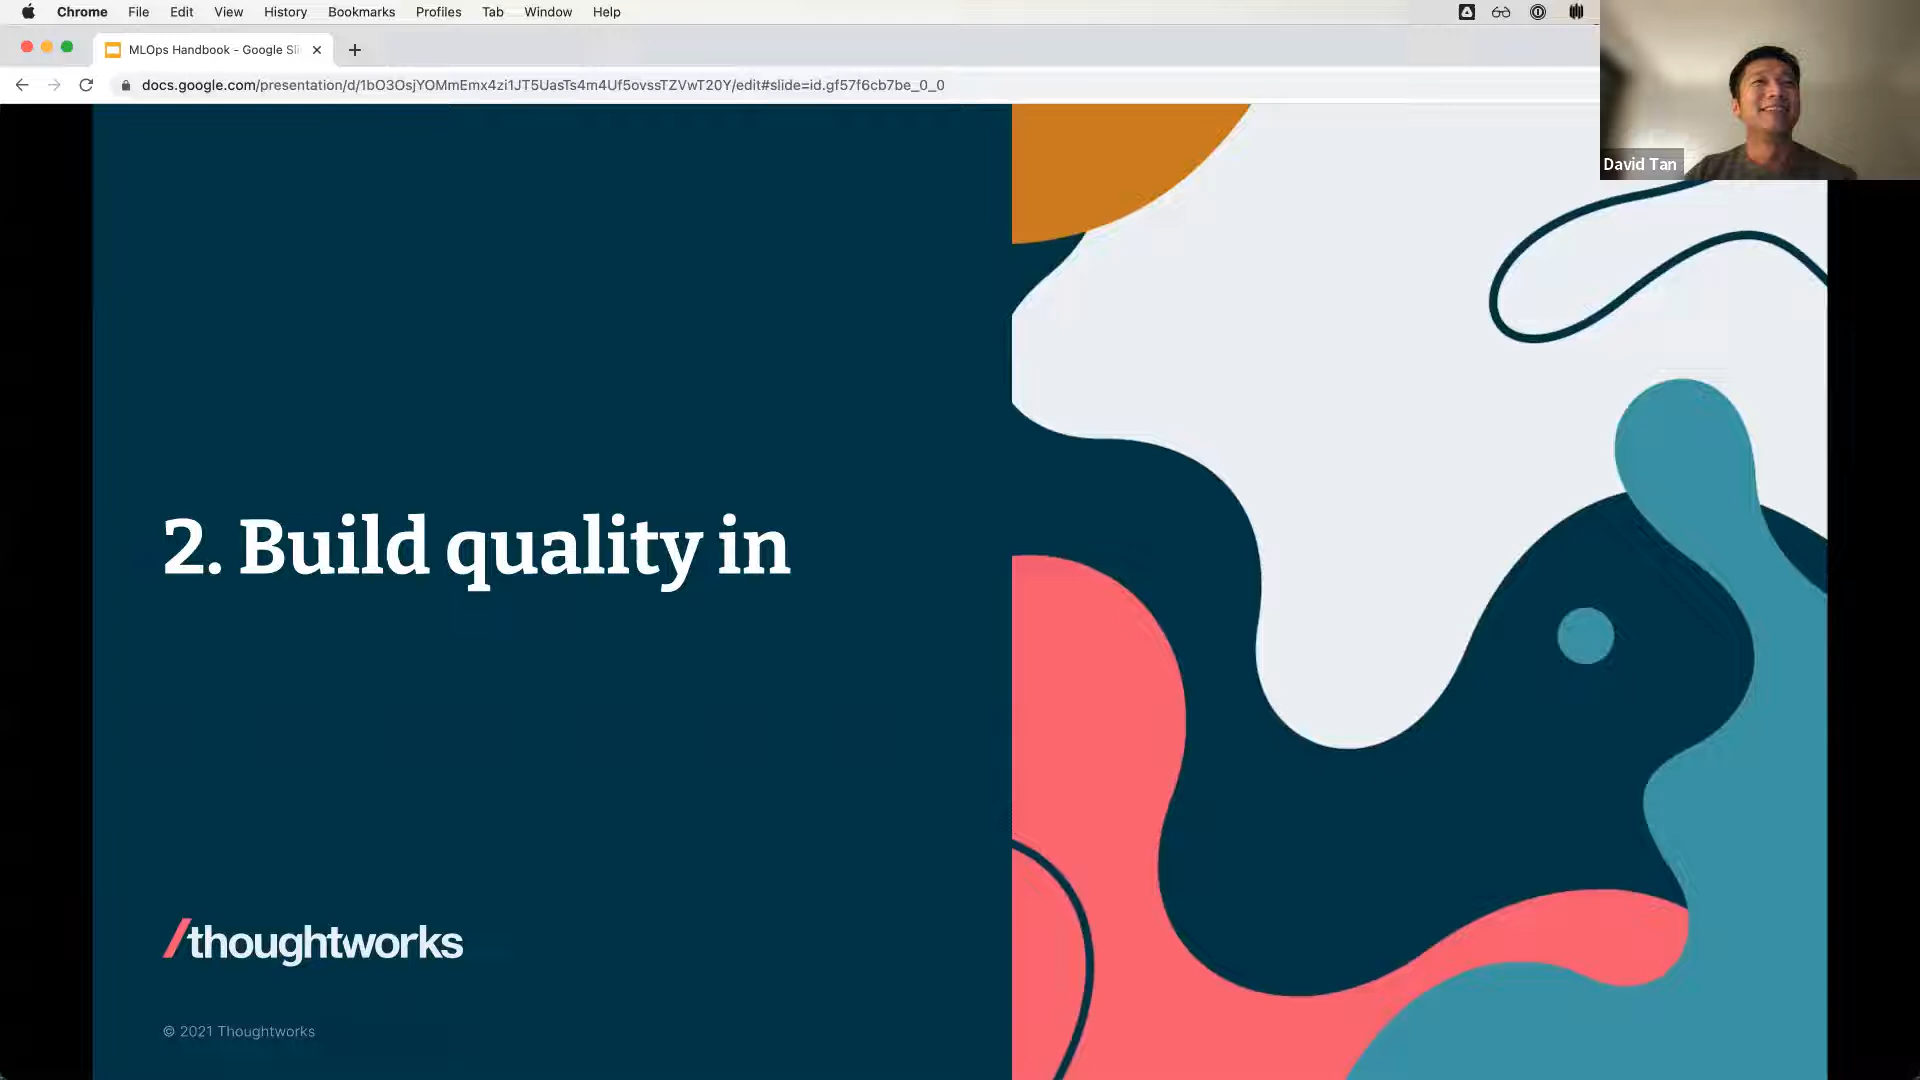 Chrome File Edit View History Bookmarks Profiles Tab Window Help
MLOps Handbook - Google Sli
docs.google.com/presentation/d/1bO3OsjYOMmEmx4zi1JT5UasTs4m4Uf5ovssTZVwT20Y/edit#slide=id.gf57f6cb7be_0_0
David Tan
2. Build quality in
/thoughtworks
© 2021 Thoughtworks